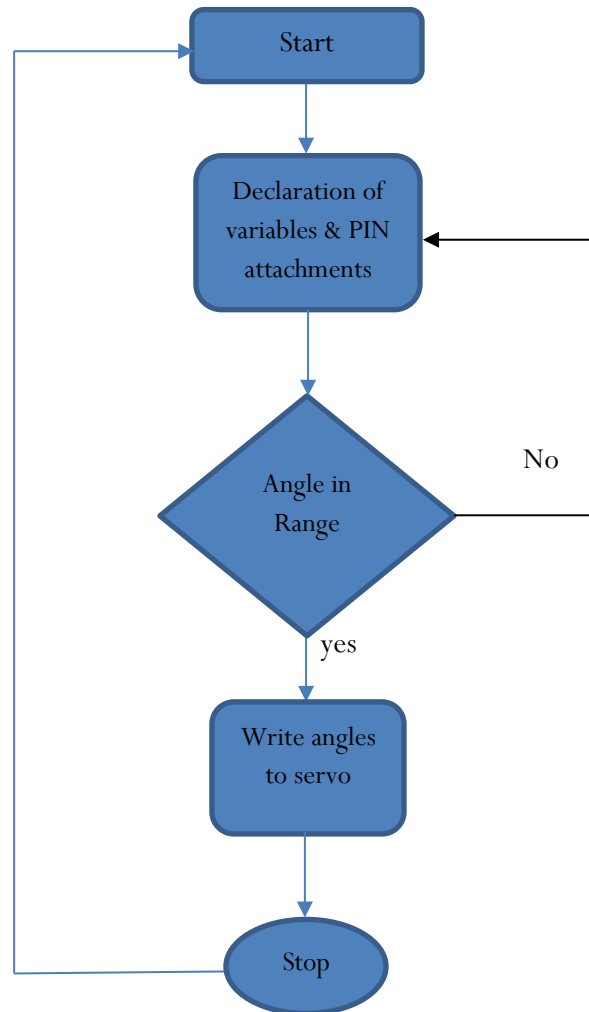 Start
Declaration of
variables & PIN
attachments
Angle in
Range
No
yes
Write angles
to servo
Stop